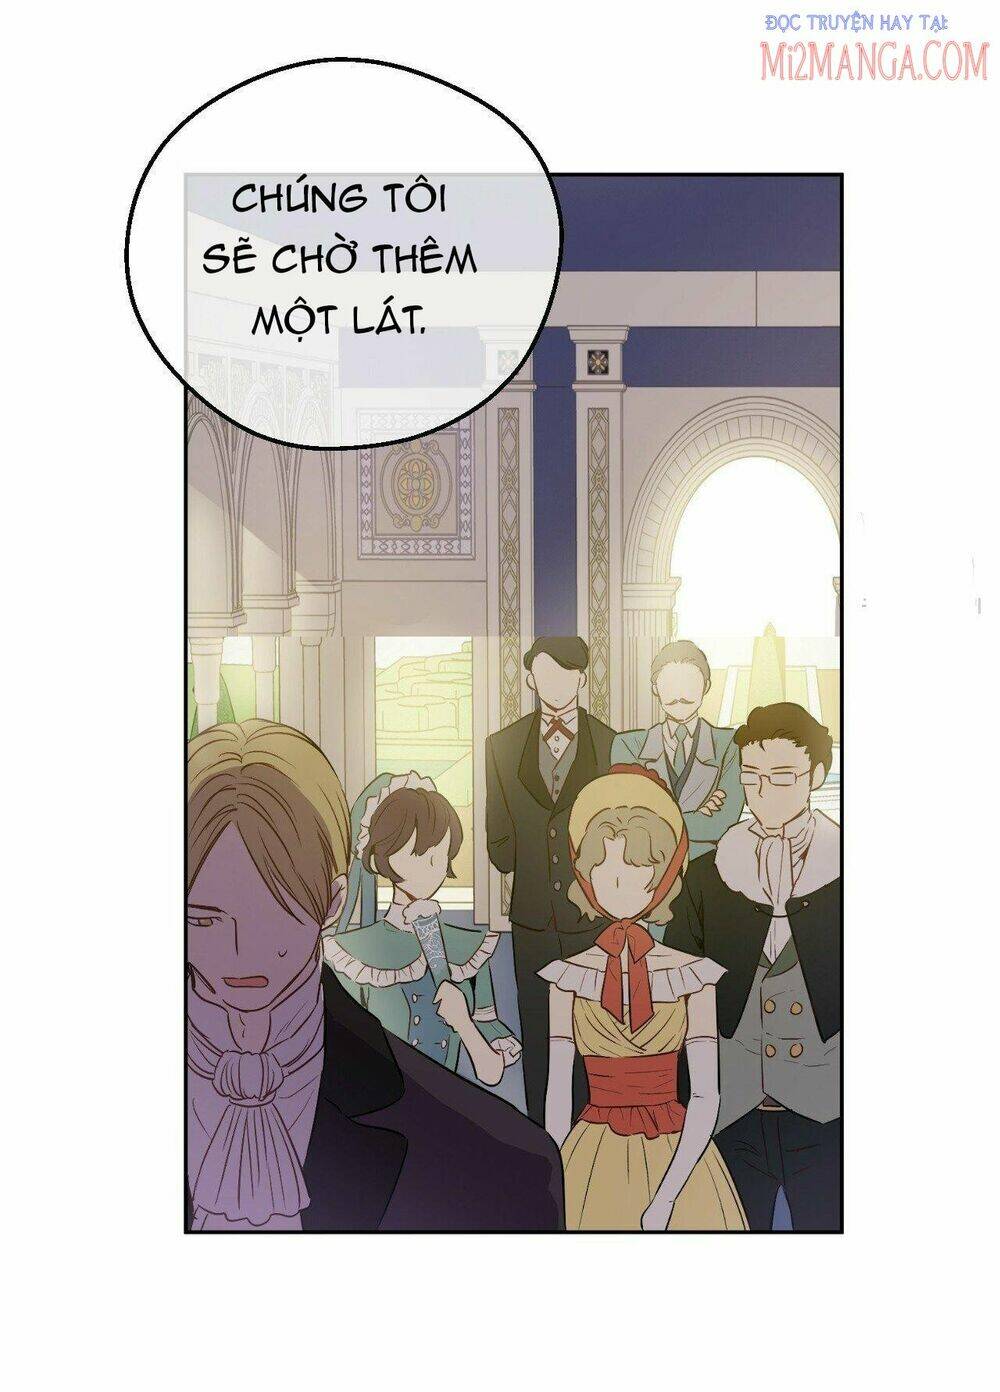 ĐỌC TRUYỆN HAY TẠI:
MI2MANGA.COM
CHÚNG TÔI
SẼ CHỜ THÊM
MỘT LÁT.